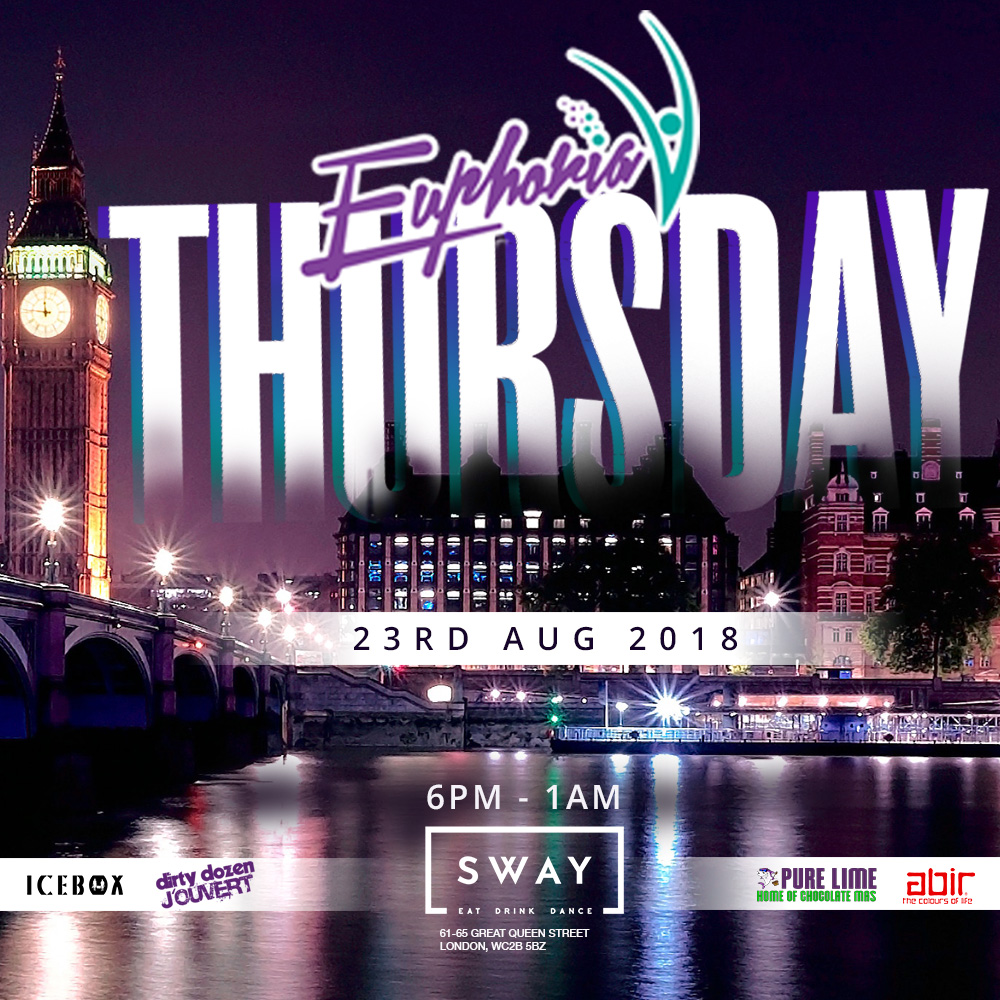 Euphoria
THURSDAY
23RD AUG 2018
6PM - 1AM
SWAY
EAT DRINK DANCE
61-65 GREAT QUEEN STREET
LONDON, WC2B 5BZ
ICEBOX
dirty dozen
J'OUVERT
PURE LIME
HOME OF CHOCOLATE MAS
abir
The colours of life